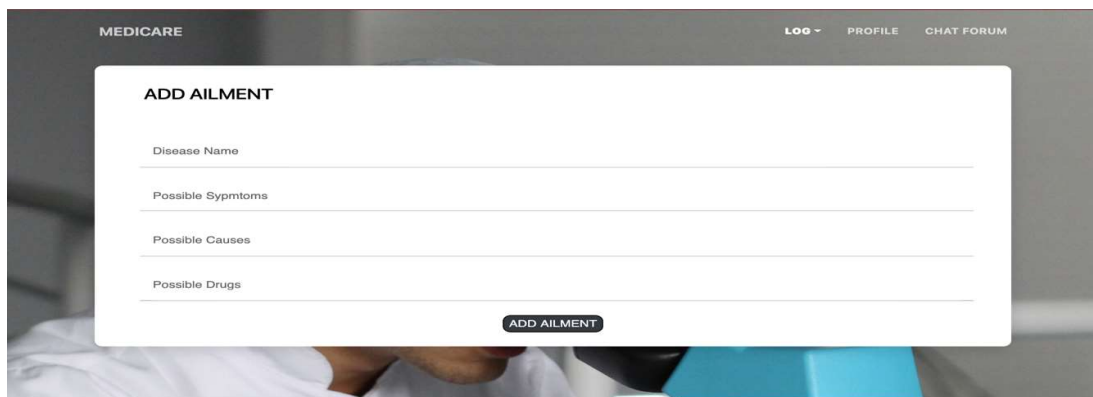 MEDICARE LOG PROFILE CHAT FORUM
ADD AILMENT
Disease Name
Possible Sypmtoms
Possible Causes
Possible Drugs
ADD AILMENT